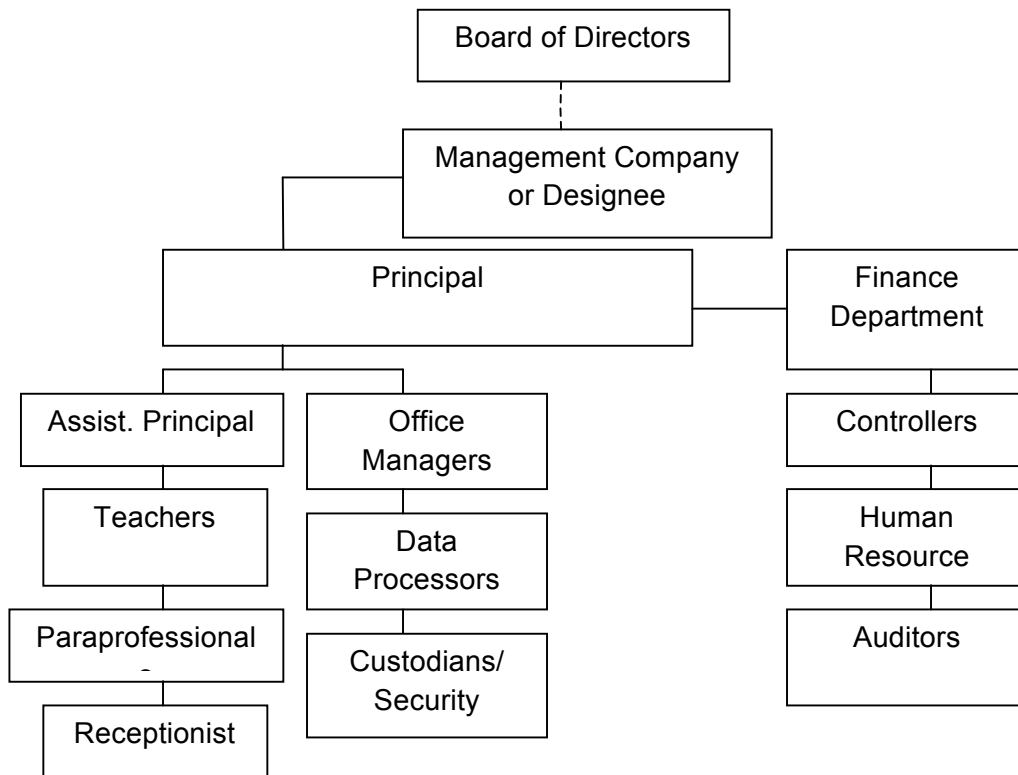 Board of Directors
Management Company
or Designee
Principal
Finance
Department
Assist. Principal
Office
Managers
Controllers
Teachers
Data
Processors
Human
Resource
Paraprofessional
Custodians/
Security
Auditors
Receptionist